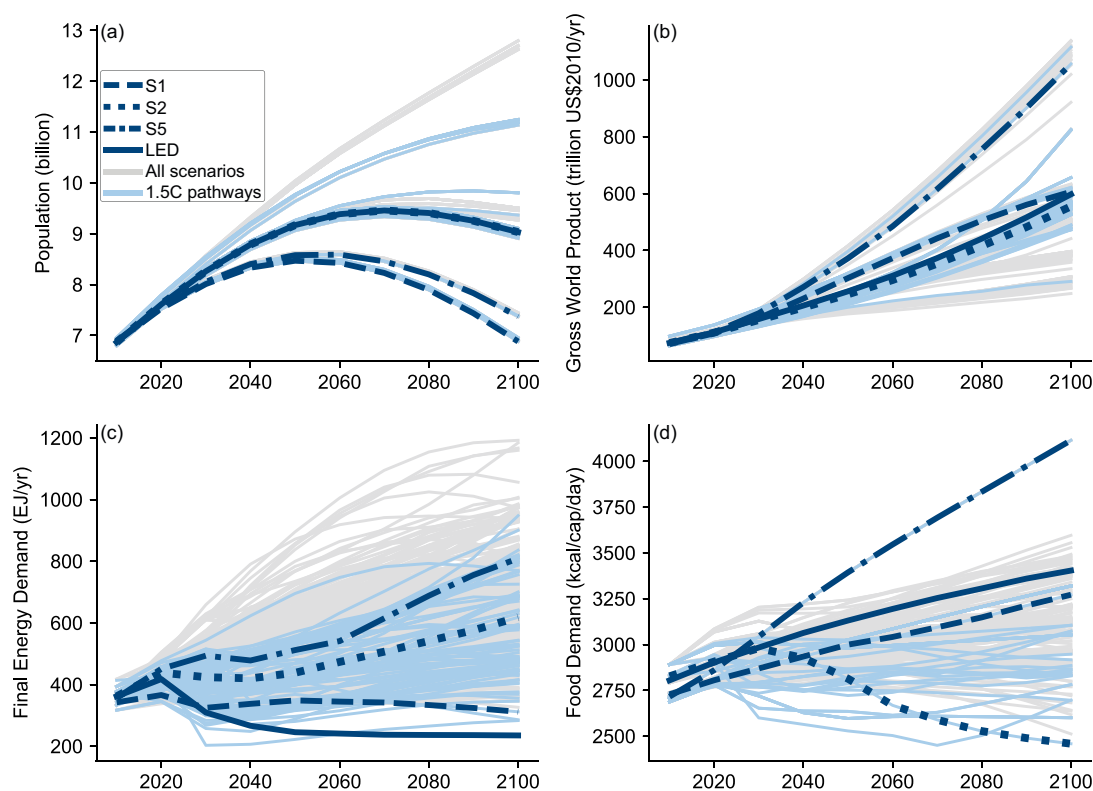 (a)
Population (billion)
13
12
11
10
9
8
7
S1
S2
S5
LED
All scenarios
1.5C pathways
2020 2040 2060 2080 2100
(b)
Gross World Product (trillion US$2010/yr)
1000
800
600
400
200
2020 2040 2060 2080 2100
(c)
Final Energy Demand (EJ/yr)
1200
1000
800
600
400
200
2020 2040 2060 2080 2100
(d)
Food Demand (kcal/cap/day)
4000
3750
3500
3250
3000
2750
2500
2020 2040 2060 2080 2100